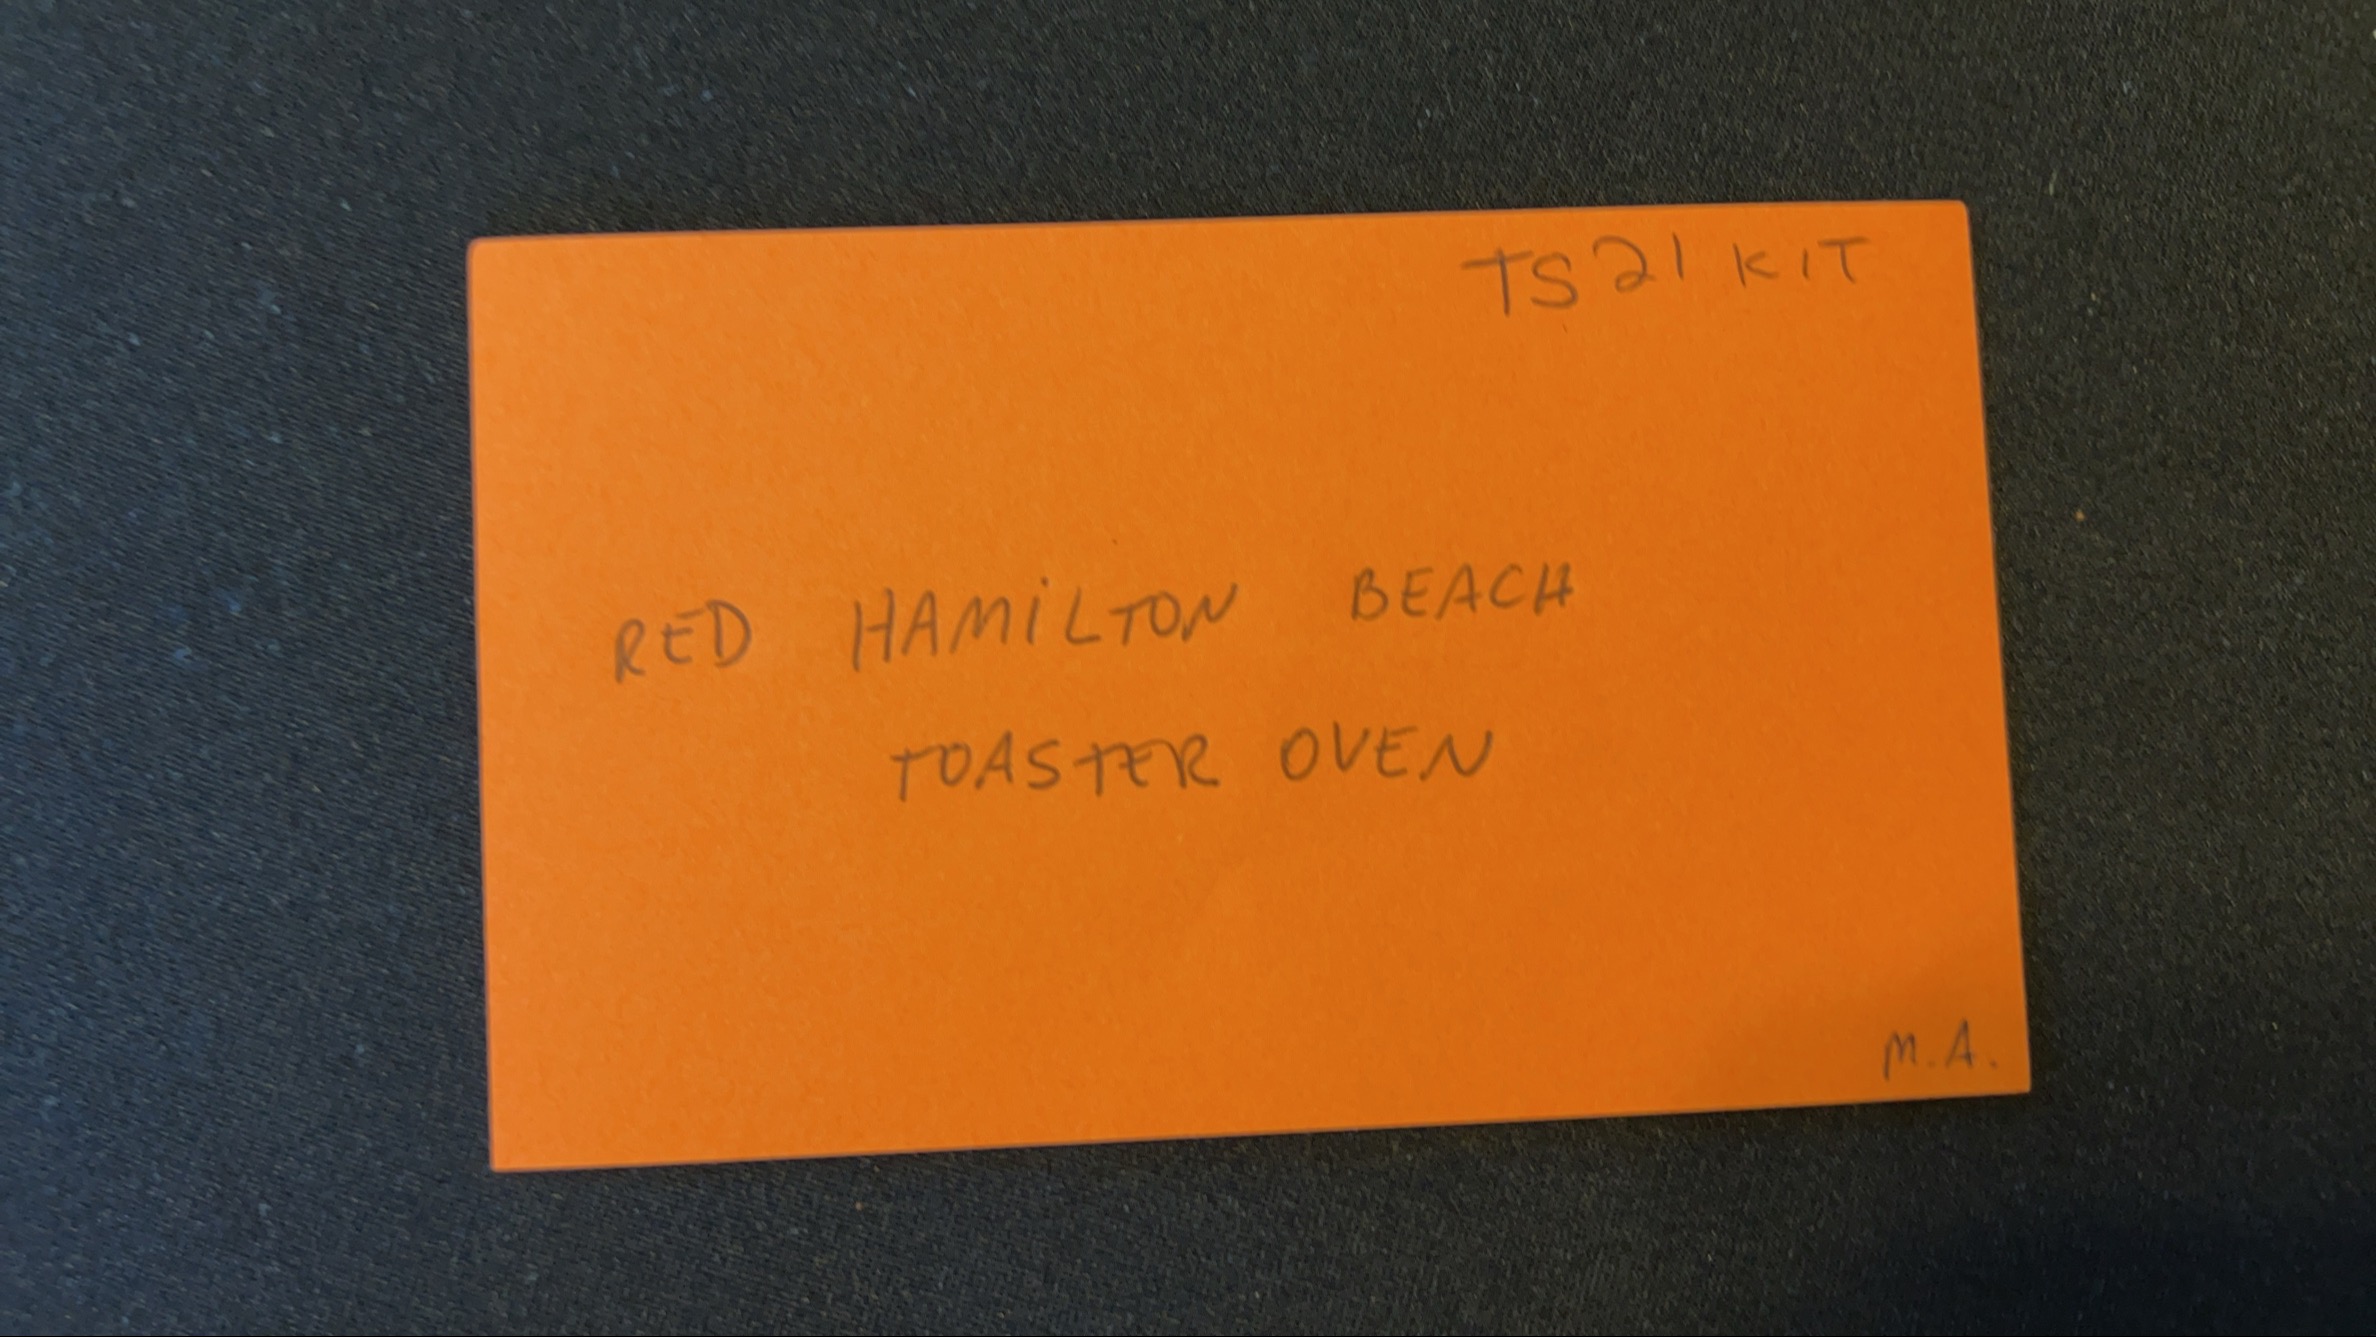 TS21 KIT
RED HAMiLTON BEACH
TOASTER OVEN
M.A.